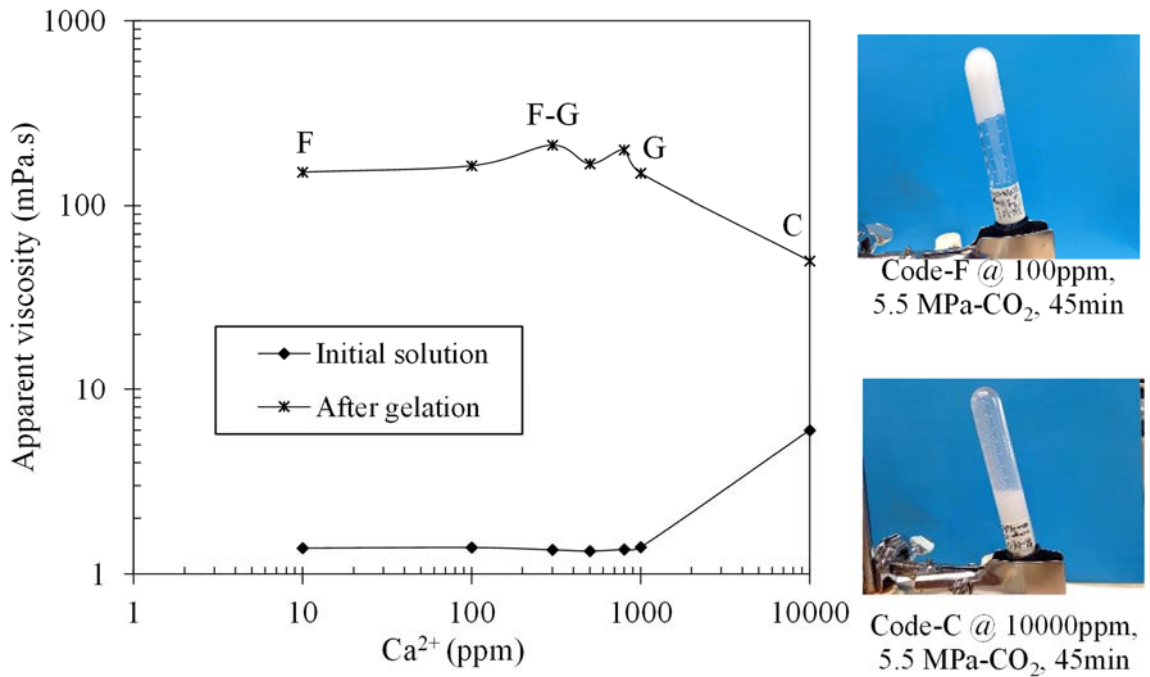 1000
100
10
1
Apparent viscosity (mPa.s)
F
F-G
G
C
Initial solution
After gelation
1 10 100 1000 10000
Ca²⁺ (ppm)
Code-F @ 100ppm,
5.5 MPa-CO₂, 45min
Code-C @ 10000ppm,
5.5 MPa-CO₂, 45min